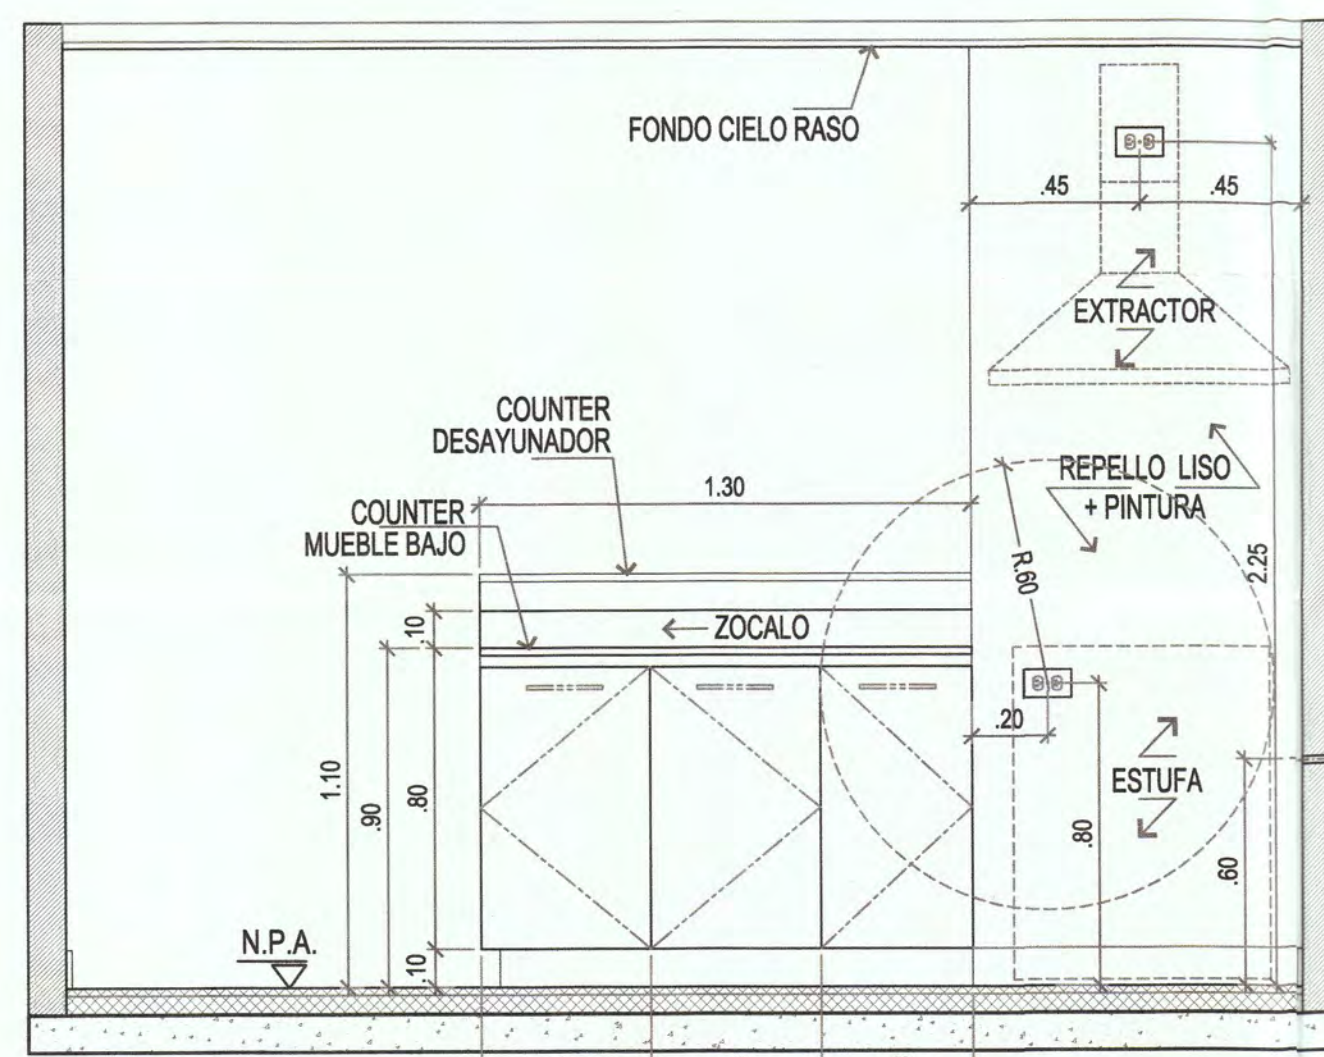 FONDO CIELO RASO
.45
.45
EXTRACTOR
COUNTER
DESAYUNADOR
1.30
REPELLO LISO
+ PINTURA
COUNTER
MUEBLE BAJO
R.60
2.25
.10
ZOCALO
.20
1.10
.90
.80
ESTUFA
.80
.60
N.P.A.
.10